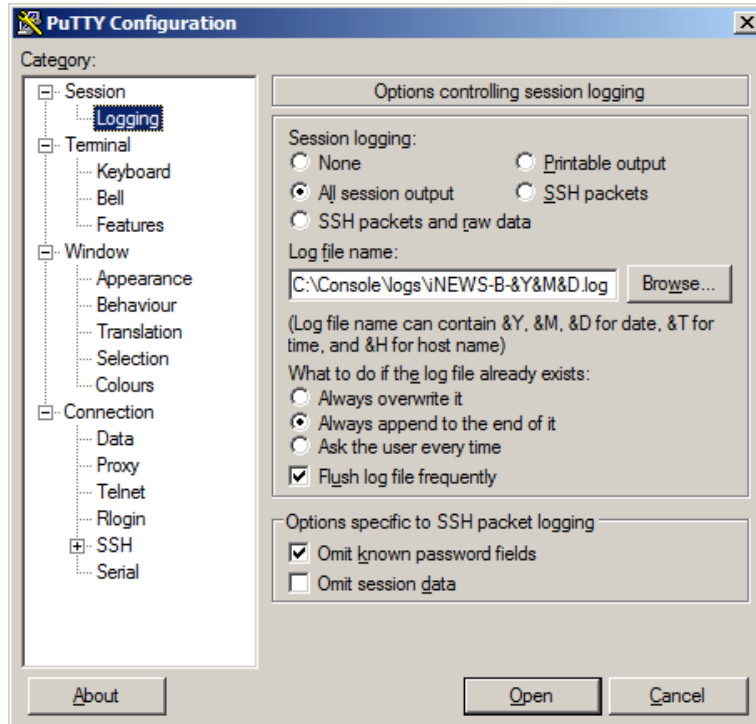 PuTTY Configuration
Category:
Session
Logging
Terminal
Keyboard
Bell
Features
Window
Appearance
Behaviour
Translation
Selection
Colours
Connection
Data
Proxy
Telnet
Rlogin
SSH
Serial
Options controlling session logging
Session logging:
None
Printable output
All session output
SSH packets
SSH packets and raw data
Log file name:
C:\Console\logs\iNEWS-B-&Y&M&D.log
Browse...
(Log file name can contain &Y, &M, &D for date, &T for
time, and &H for host name)
What to do if the log file already exists:
Always overwrite it
Always append to the end of it
Ask the user every time
Flush log file frequently
Options specific to SSH packet logging
Omit known password fields
Omit session data
About
Open
Cancel